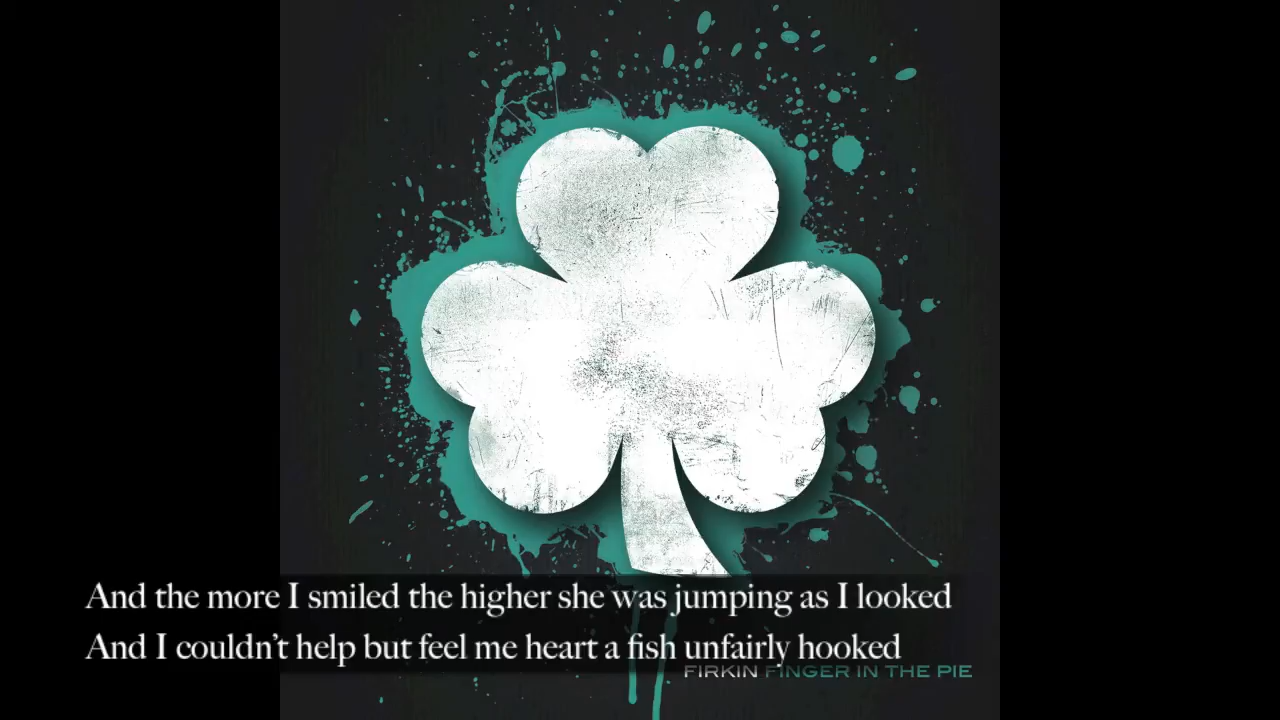 And the more I smiled the higher she was jumping as I looked
And I couldn't help but feel me heart a fish unfairly hooked
FIRKIN FINGER IN THE PIE